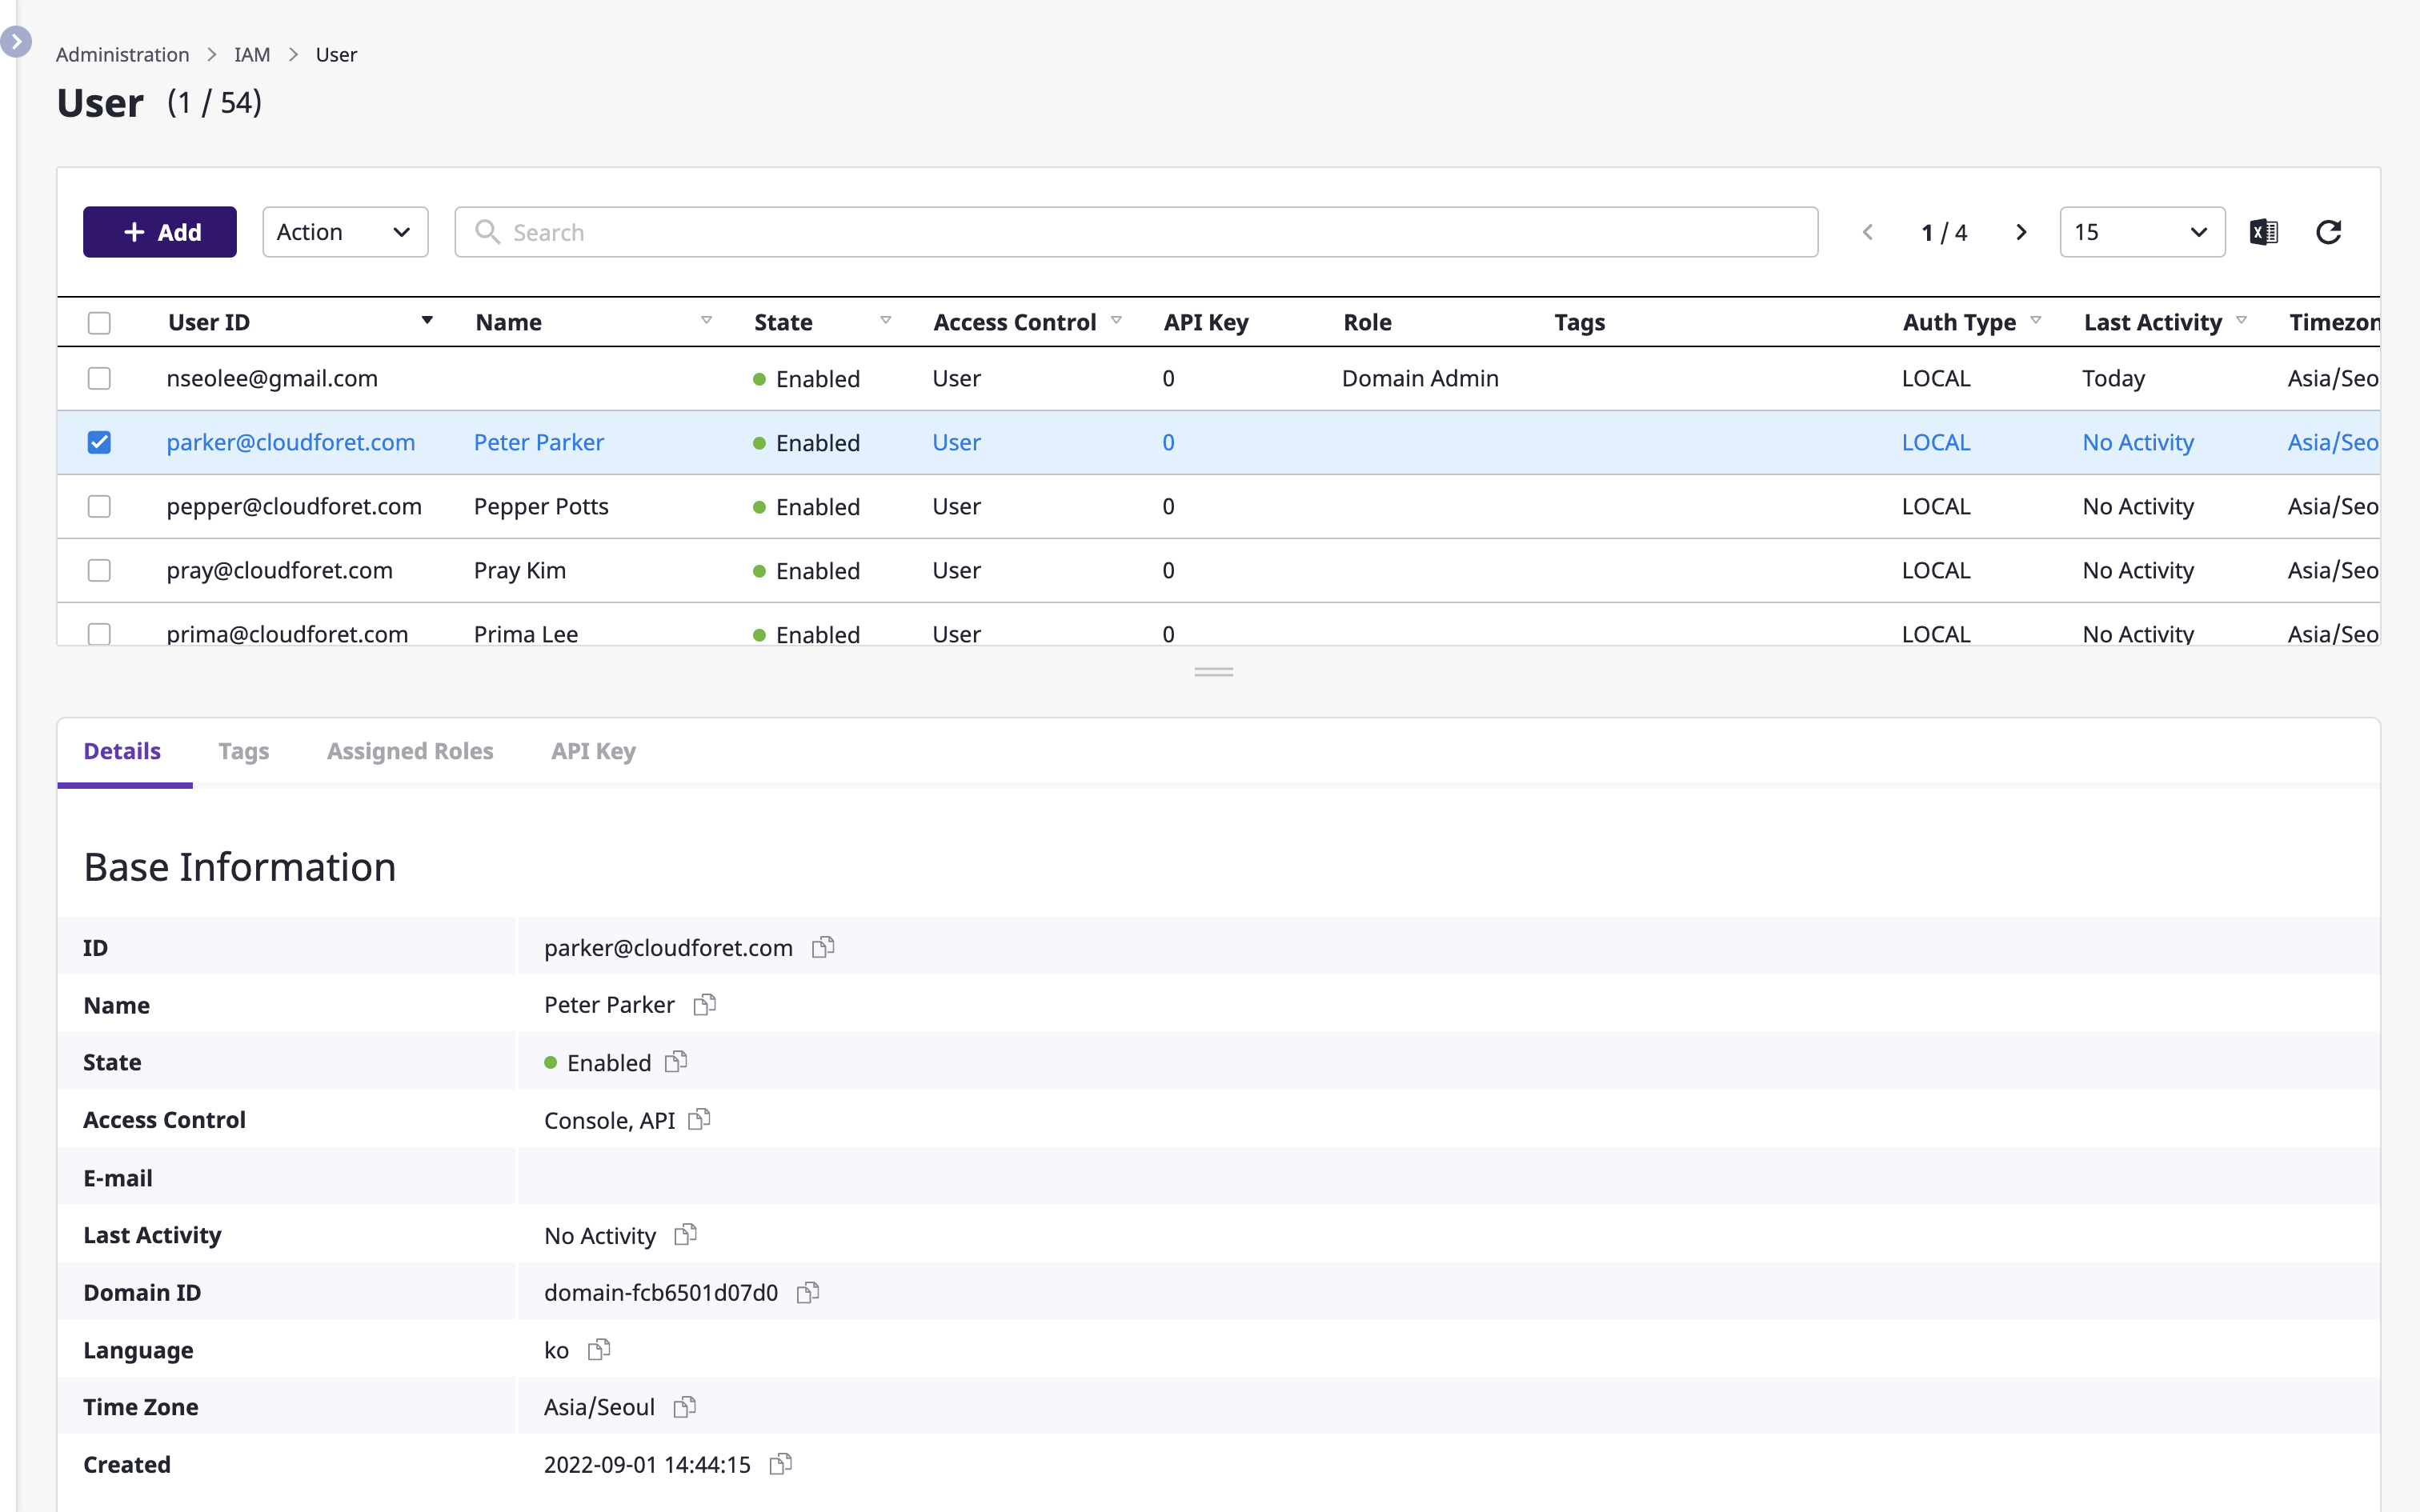 Administration > IAM > User
User (1 / 54)
+ Add Action Search 1 / 4 15
User ID Name State Access Control API Key Role Tags Auth Type Last Activity Timezon
nseolee@gmail.com Enabled User 0 Domain Admin LOCAL Today Asia/Seo
parker@cloudforet.com Peter Parker Enabled User 0 LOCAL No Activity Asia/Seo
pepper@cloudforet.com Pepper Potts Enabled User 0 LOCAL No Activity Asia/Seo
pray@cloudforet.com Pray Kim Enabled User 0 LOCAL No Activity Asia/Seo
prima@cloudforet.com Prima Lee Enabled User 0 LOCAL No Activity Asia/Seo
Details Tags Assigned Roles API Key
Base Information
ID parker@cloudforet.com
Name Peter Parker
State Enabled
Access Control Console, API
E-mail
Last Activity No Activity
Domain ID domain-fcb6501d07d0
Language ko
Time Zone Asia/Seoul
Created 2022-09-01 14:44:15